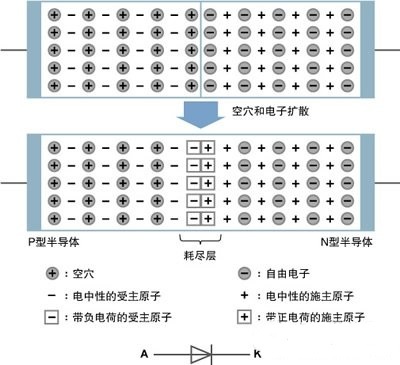 空穴和电子扩散
P型半导体
N型半导体
耗尽层
：空穴
：自由电子
：电中性的受主原子
：电中性的施主原子
：带负电荷的受主原子
：带正电荷的施主原子
A K